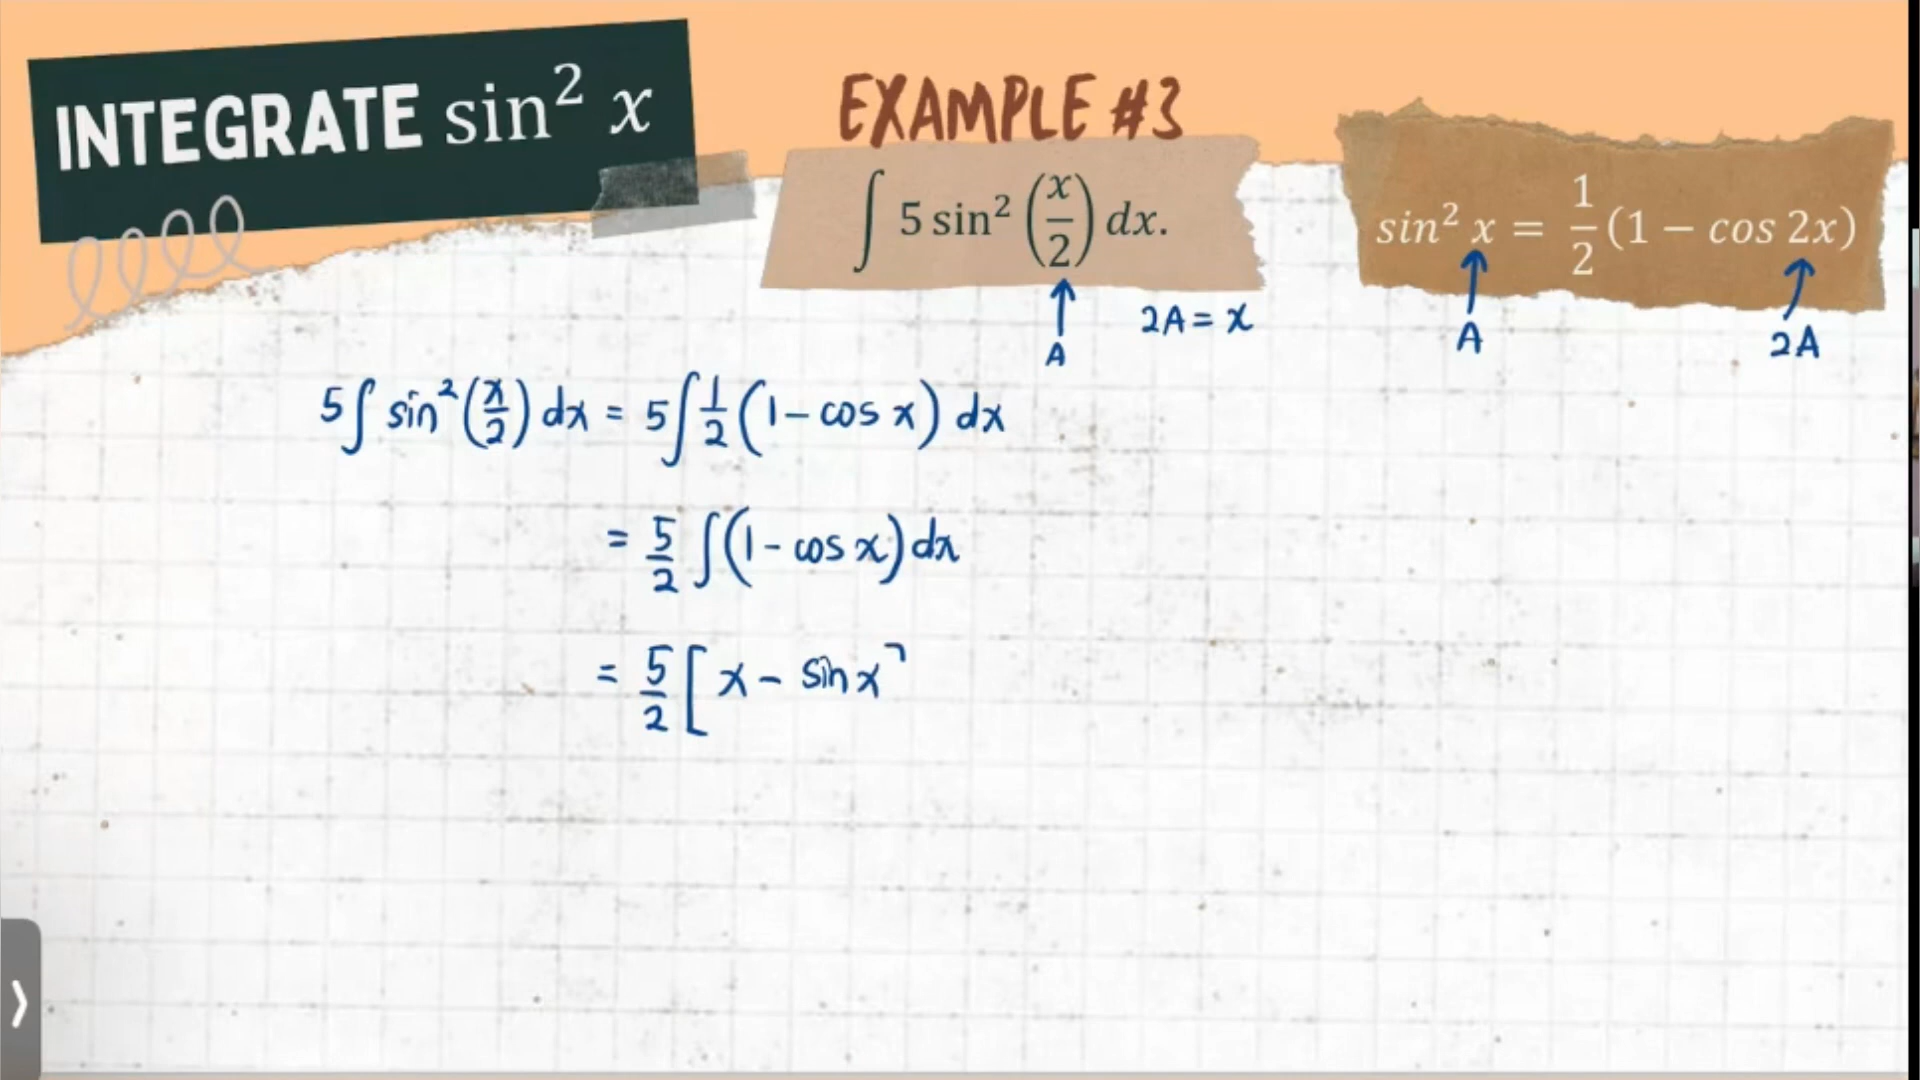 INTEGRATE sin² x
EXAMPLE #3
∫ 5 sin² (x/2) dx.
sin² x = 1/2 (1 − cos 2x)
A
2A = x
A
2A
5∫ sin² (x/2) dx = 5∫ 1/2 (1 − cos x) dx
= 5/2 ∫ (1 − cos x) dx
= 5/2 [ x − sin x